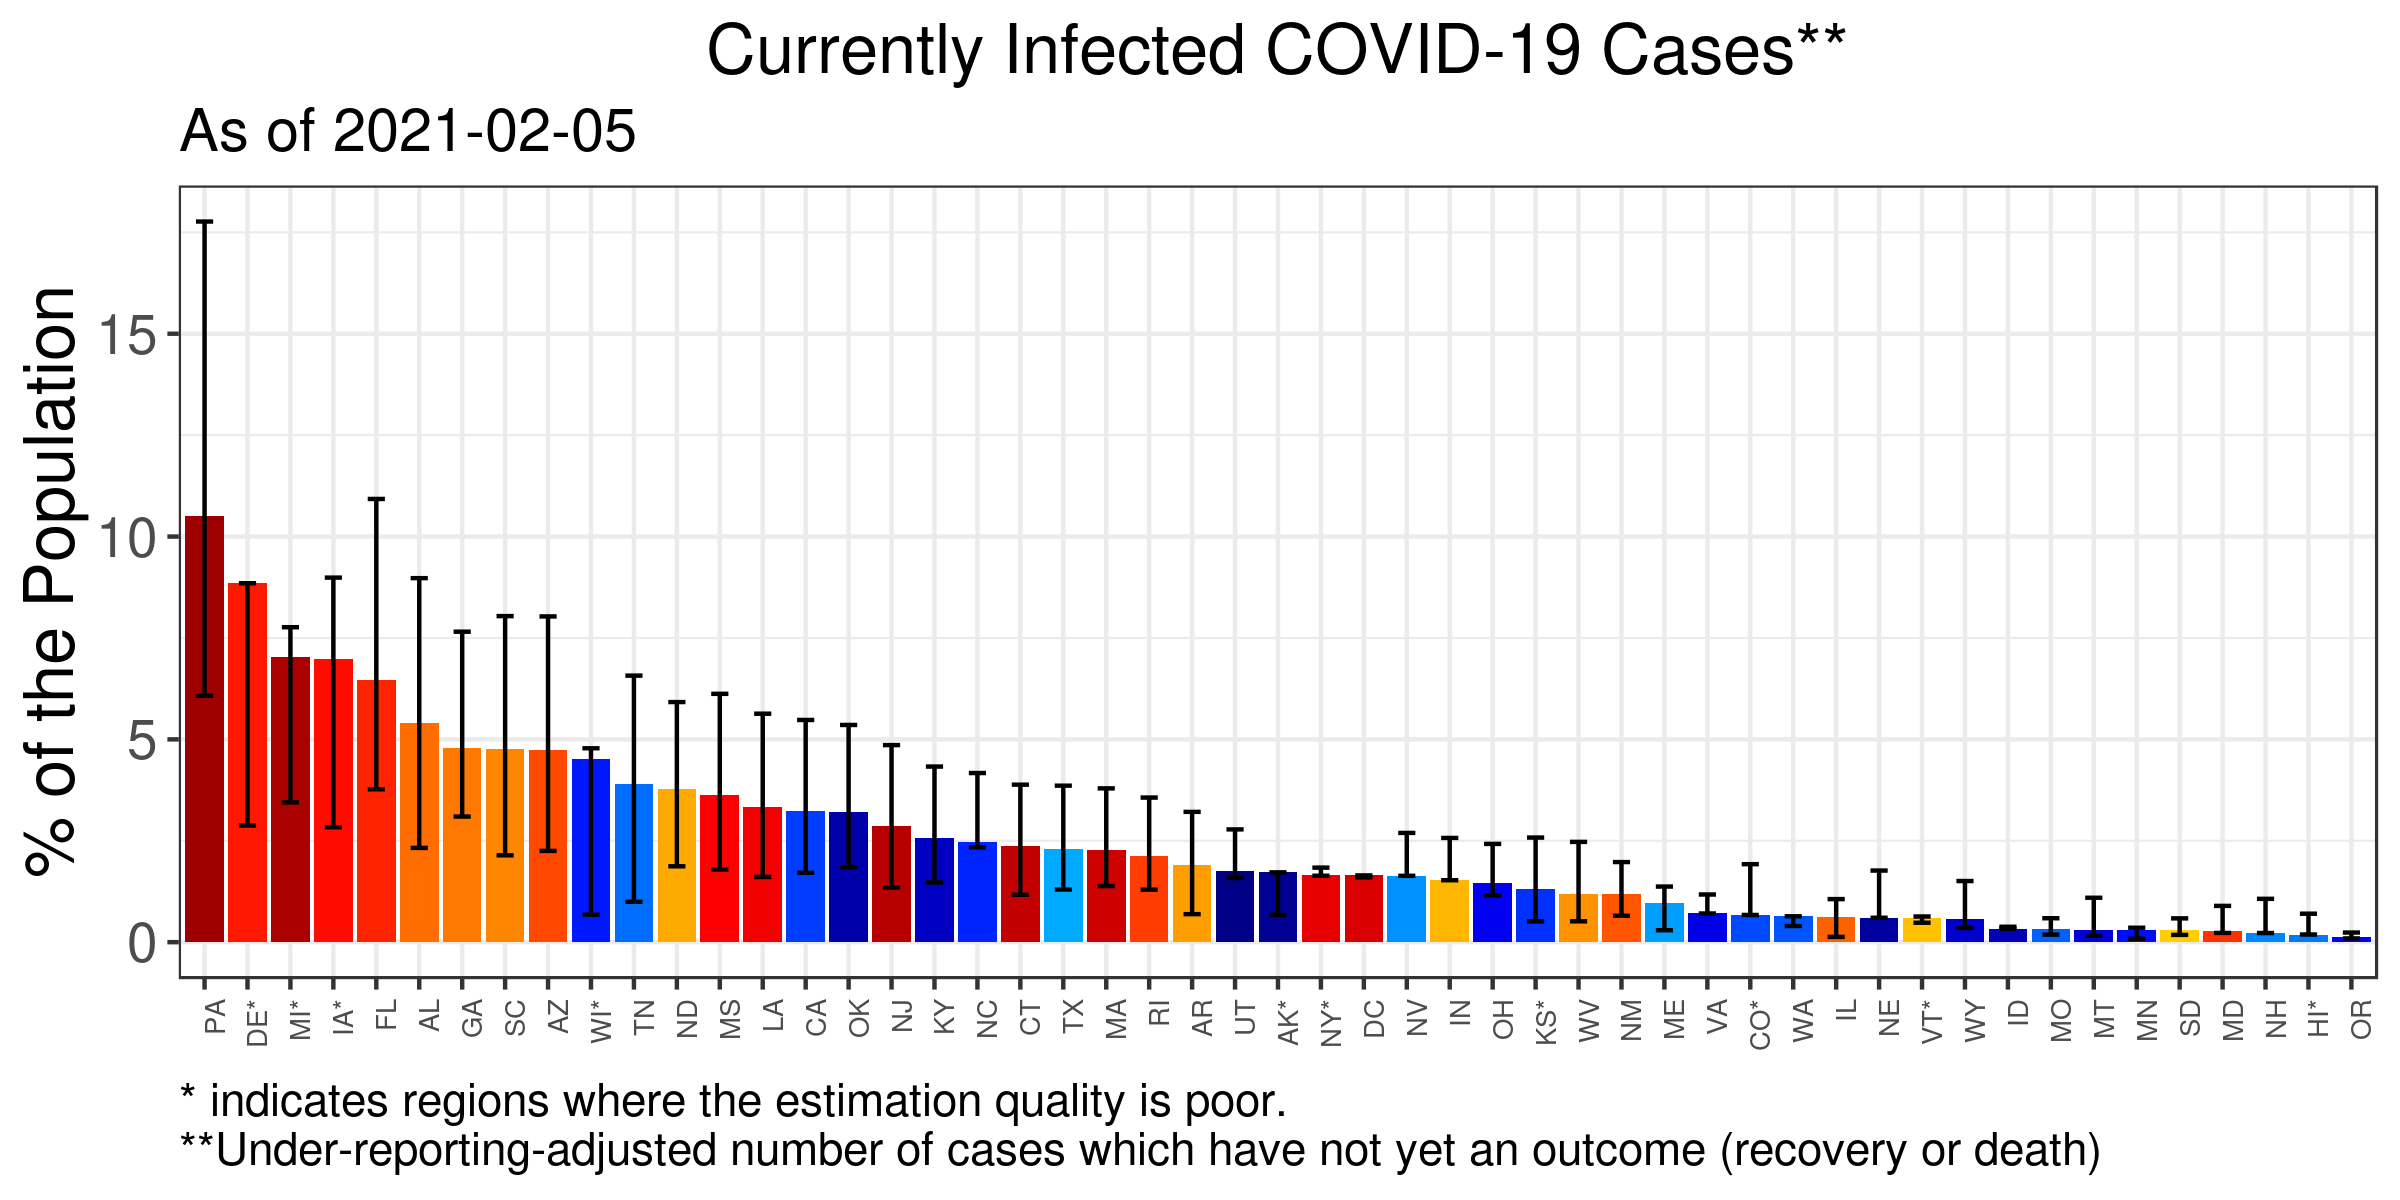 Currently Infected COVID-19 Cases**
As of 2021-02-05
% of the Population
15
10
5
0
PA DE* MI* IA* FL AL GA SC AZ WI* TN ND MS LA CA OK NJ KY NC CT TX MA RI AR UT AK* NY* DC NV IN OH KS* WV NM ME VA CO* WA IL NE VT* WY ID MO MT MN SD MD NH HI* OR
* indicates regions where the estimation quality is poor.
**Under-reporting-adjusted number of cases which have not yet an outcome (recovery or death)